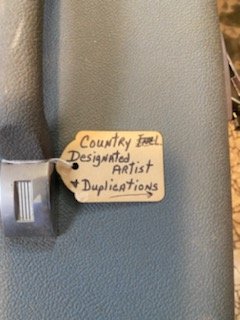 Country
Designated
Artist
+ Duplications